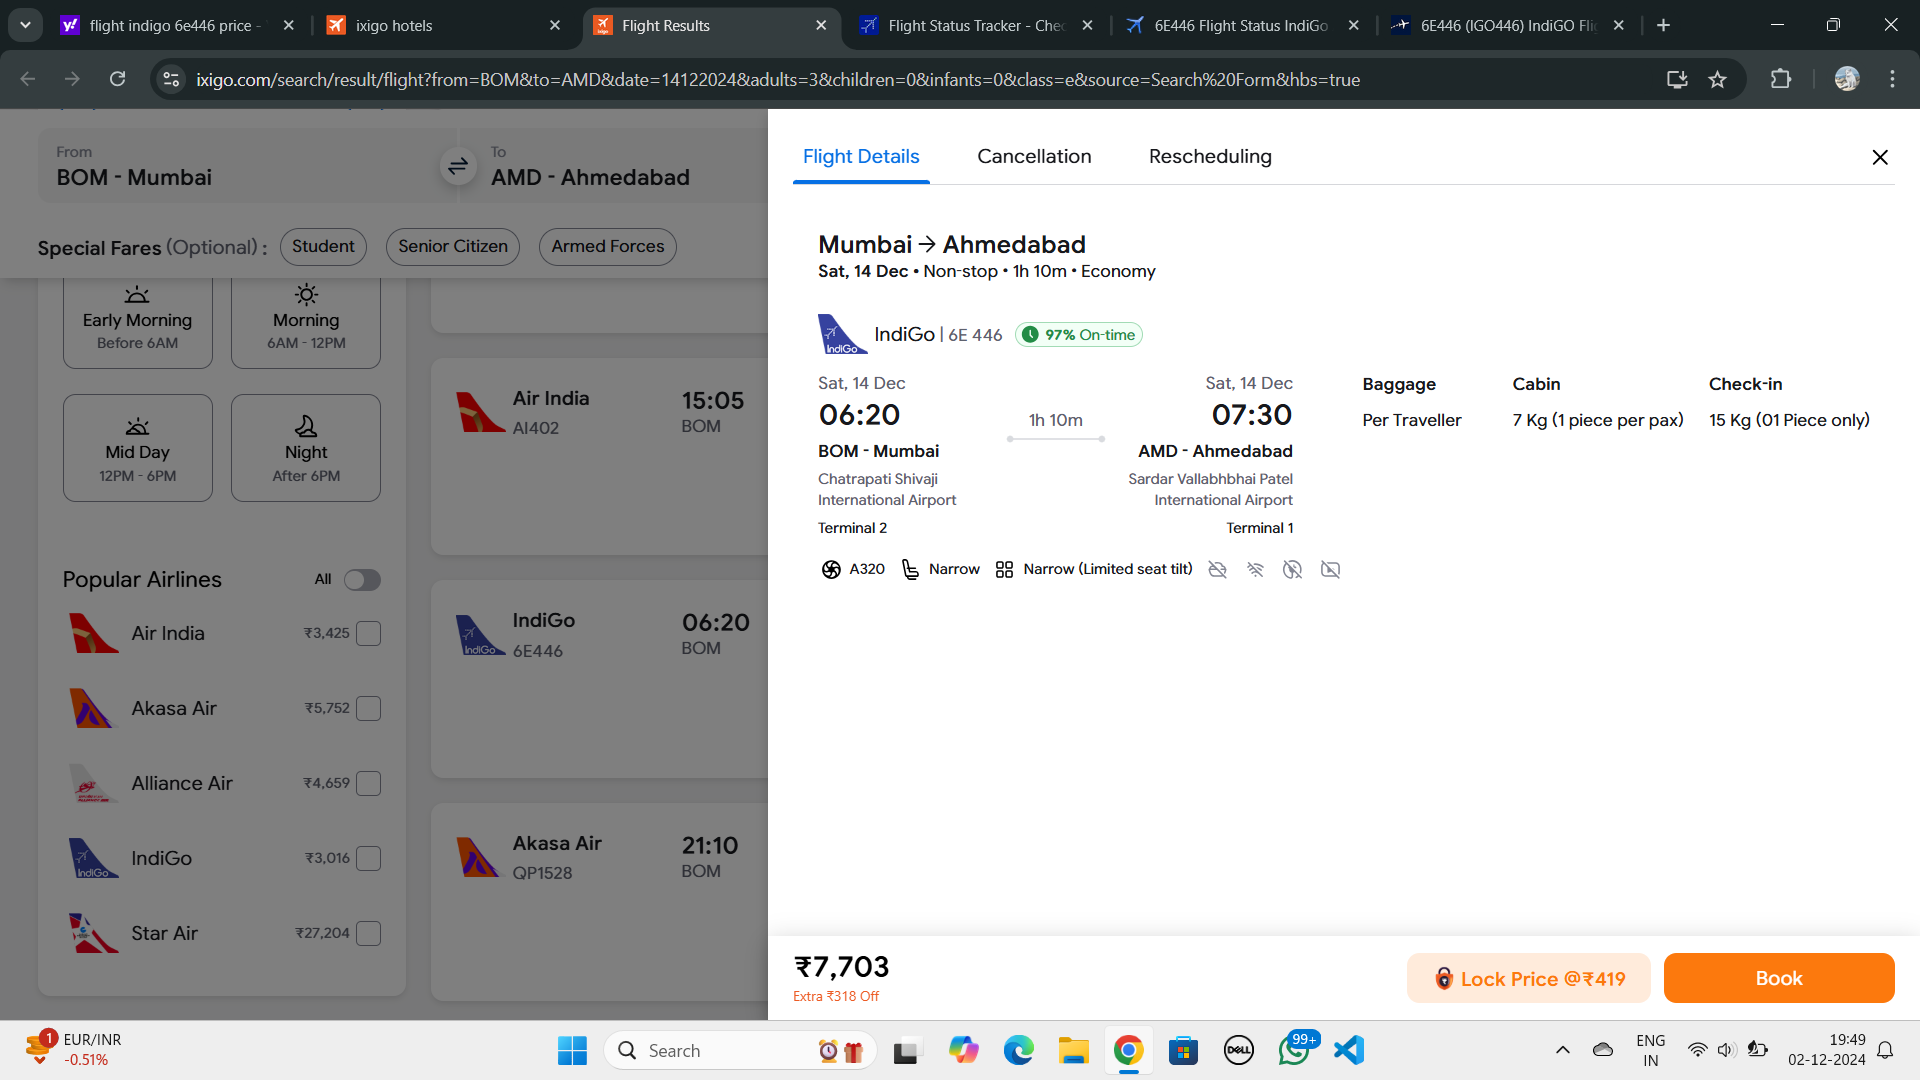 flight indigo 6e446 price -
ixigo hotels
Flight Results
Flight Status Tracker - Chec
6E446 Flight Status IndiGo
6E446 (IGO446) IndiGO Fli
ixigo.com/search/result/flight?from=BOM&to=AMD&date=14122024&adults=3&children=0&infants=0&class=e&source=Search%20Form&hbs=true
From
BOM - Mumbai
To
AMD - Ahmedabad
Special Fares (Optional) :
Student
Senior Citizen
Armed Forces
Early Morning
Before 6AM
Morning
6AM - 12PM
Mid Day
12PM - 6PM
Night
After 6PM
Popular Airlines
All
Air India
₹3,425
Akasa Air
₹5,752
Alliance Air
₹4,659
IndiGo
IndiGo
₹3,016
Star Air
₹27,204
Air India
AI402
15:05
BOM
IndiGo
IndiGo
6E446
06:20
BOM
Akasa Air
QP1528
21:10
BOM
Flight Details
Cancellation
Rescheduling
Mumbai → Ahmedabad
Sat, 14 Dec • Non-stop • 1h 10m • Economy
IndiGo
IndiGo | 6E 446
97% On-time
Sat, 14 Dec
06:20
BOM - Mumbai
Chatrapati Shivaji
International Airport
Terminal 2
1h 10m
Sat, 14 Dec
07:30
AMD - Ahmedabad
Sardar Vallabhbhai Patel
International Airport
Terminal 1
Baggage
Per Traveller
Cabin
7 Kg (1 piece per pax)
Check-in
15 Kg (01 Piece only)
A320
Narrow
Narrow (Limited seat tilt)
₹7,703
Extra ₹318 Off
Lock Price @₹419
Book
1
EUR/INR
-0.51%
Search
DELL
99+
ENG
IN
19:49
02-12-2024